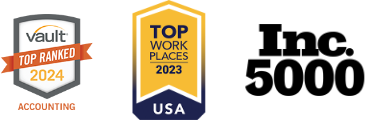 vault
TOP RANKED
2024
ACCOUNTING
TOP
WORK
PLACES
2023
USA
Inc.
5000